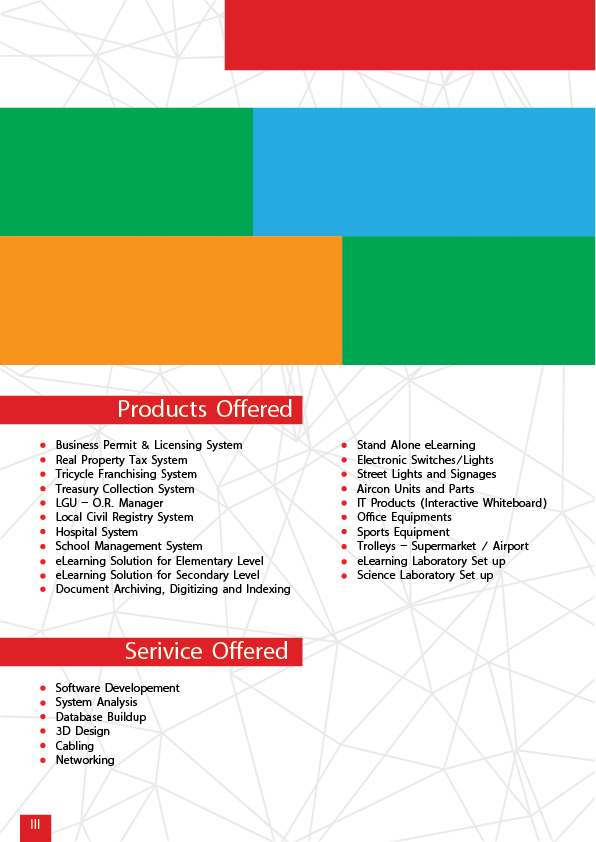 Products Offered
Business Permit & Licensing System
Real Property Tax System
Tricycle Franchising System
Treasury Collection System
LGU – O.R. Manager
Local Civil Registry System
Hospital System
School Management System
eLearning Solution for Elementary Level
eLearning Solution for Secondary Level
Document Archiving, Digitizing and Indexing
Stand Alone eLearning
Electronic Switches/Lights
Street Lights and Signages
Aircon Units and Parts
IT Products (Interactive Whiteboard)
Office Equipments
Sports Equipment
Trolleys – Supermarket / Airport
eLearning Laboratory Set up
Science Laboratory Set up
Serivice Offered
Software Developement
System Analysis
Database Buildup
3D Design
Cabling
Networking
III